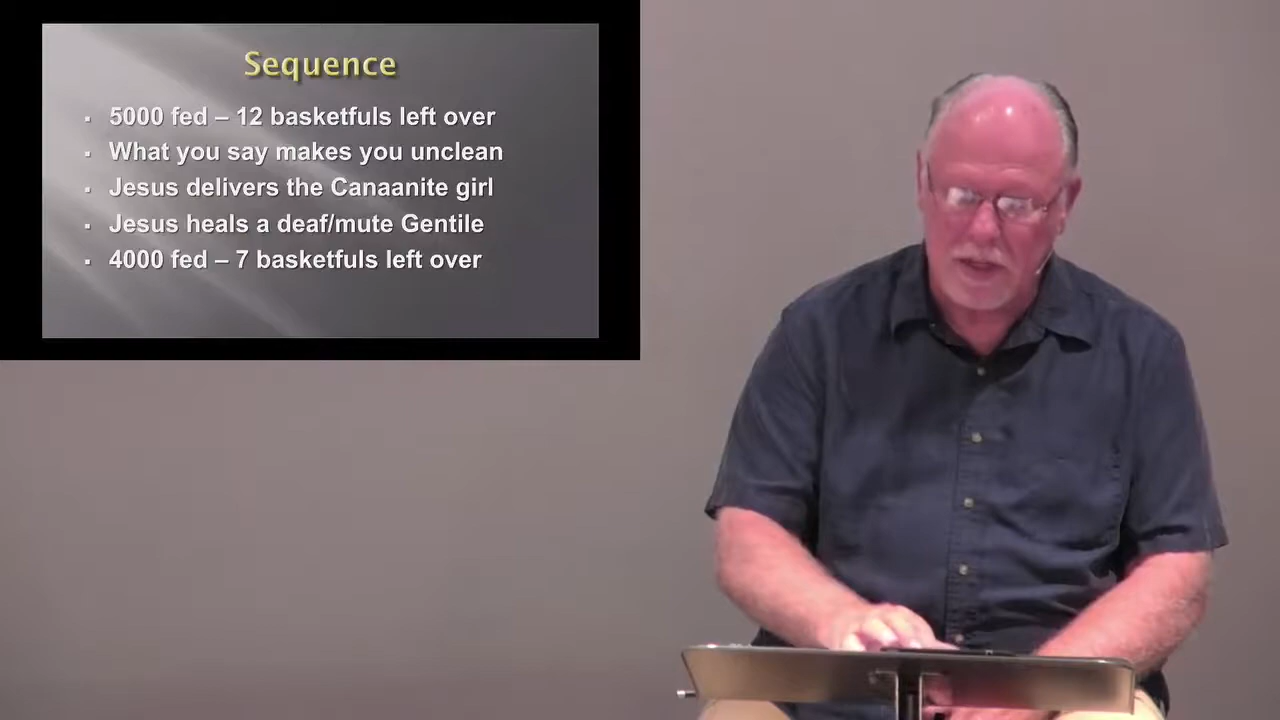 Sequence
5000 fed – 12 basketfuls left over
What you say makes you unclean
Jesus delivers the Canaanite girl
Jesus heals a deaf/mute Gentile
4000 fed – 7 basketfuls left over